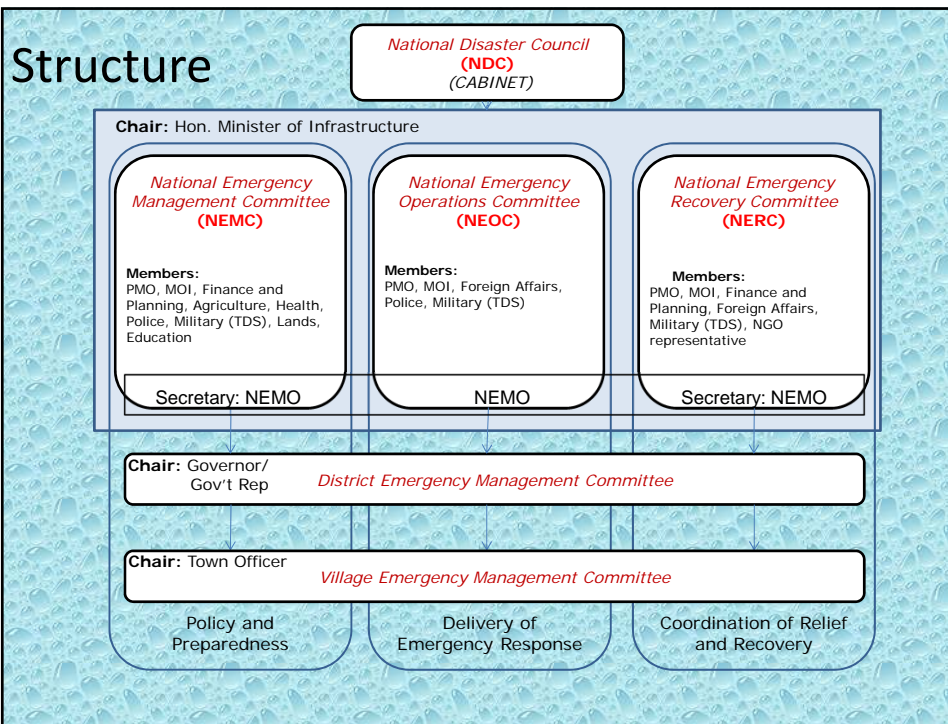 Structure
National Disaster Council
(NDC)
(CABINET)
Chair: Hon. Minister of Infrastructure
National Emergency
Management Committee
(NEMC)
Members:
PMO, MOI, Finance and
Planning, Agriculture, Health,
Police, Military (TDS), Lands,
Education
Secretary: NEMO
National Emergency
Operations Committee
(NEOC)
Members:
PMO, MOI, Foreign Affairs,
Police, Military (TDS)
NEMO
National Emergency
Recovery Committee
(NERC)
Members:
PMO, MOI, Finance and
Planning, Foreign Affairs,
Military (TDS), NGO
representative
Secretary: NEMO
Chair: Governor/
Gov't Rep
District Emergency Management Committee
Chair: Town Officer
Village Emergency Management Committee
Policy and
Preparedness
Delivery of
Emergency Response
Coordination of Relief
and Recovery